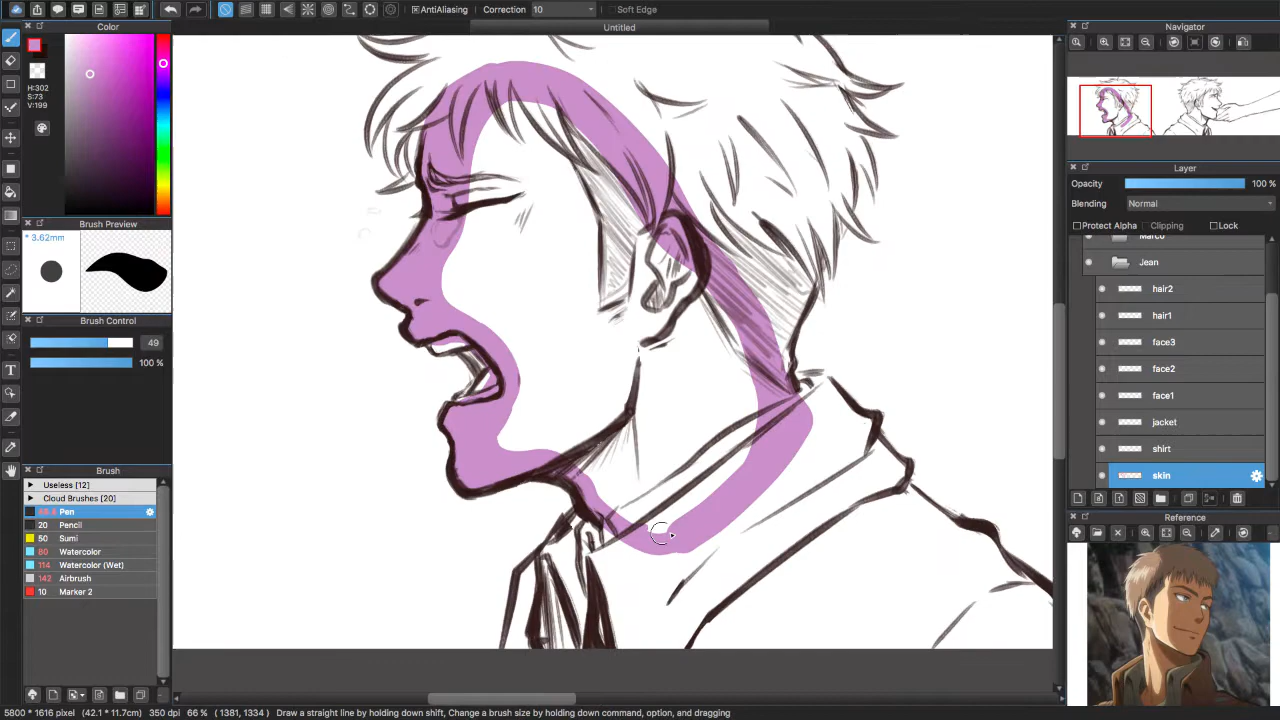 AntiAliasing Correction 10 Soft Edge
Untitled
Color
H:302
S:73
V:199
Brush Preview
* 3.62mm
Brush Control
49
100 %
Brush
Useless [12]
Cloud Brushes [20]
Pen
20 Pencil
50 Sumi
80 Watercolor
114 Watercolor (Wet)
142 Airbrush
10 Marker 2
Navigator
Layer
Opacity 100 %
Blending Normal
Protect Alpha Clipping Lock
Marco
Jean
hair2
hair1
face3
face2
face1
jacket
shirt
skin
Reference
5800 * 1616 pixel (42.1 * 11.7cm) 350 dpi 66 % ( 1381, 1334 ) Draw a straight line by holding down shift, Change a brush size by holding down command, option, and dragging